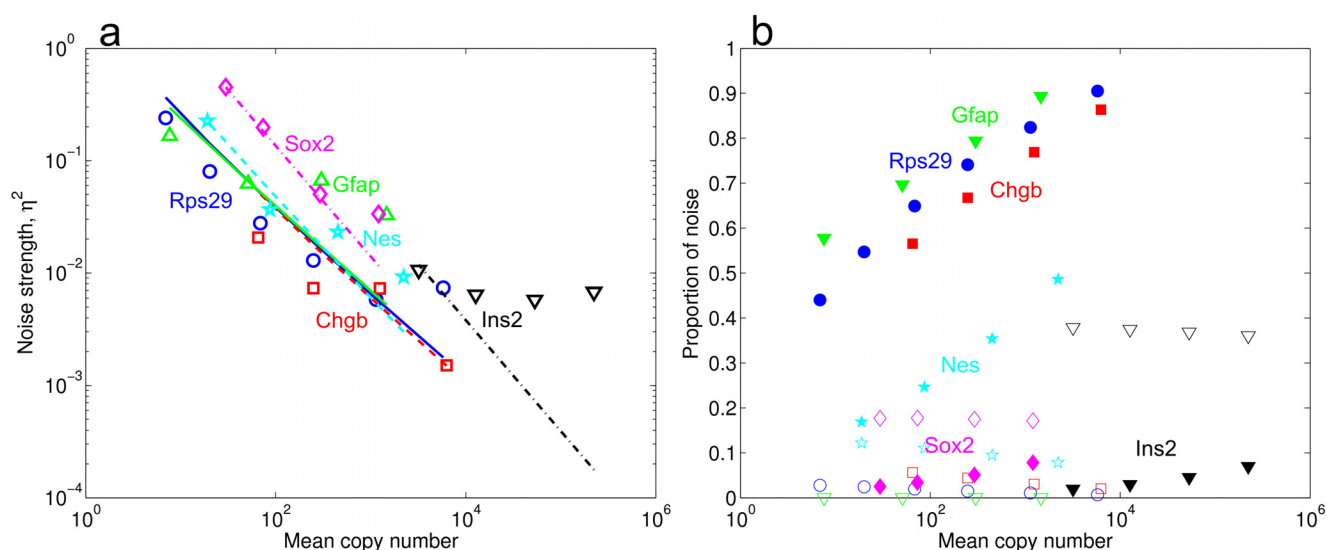 a
10^0
10^-1
10^-2
10^-3
10^-4
10^0
10^2
10^4
10^6
Noise strength, η^2
Mean copy number
Sox2
Gfap
Rps29
Nes
Chgb
Ins2
b
1
0.9
0.8
0.7
0.6
0.5
0.4
0.3
0.2
0.1
0
10^0
10^2
10^4
10^6
Proportion of noise
Mean copy number
Gfap
Rps29
Chgb
Nes
Sox2
Ins2